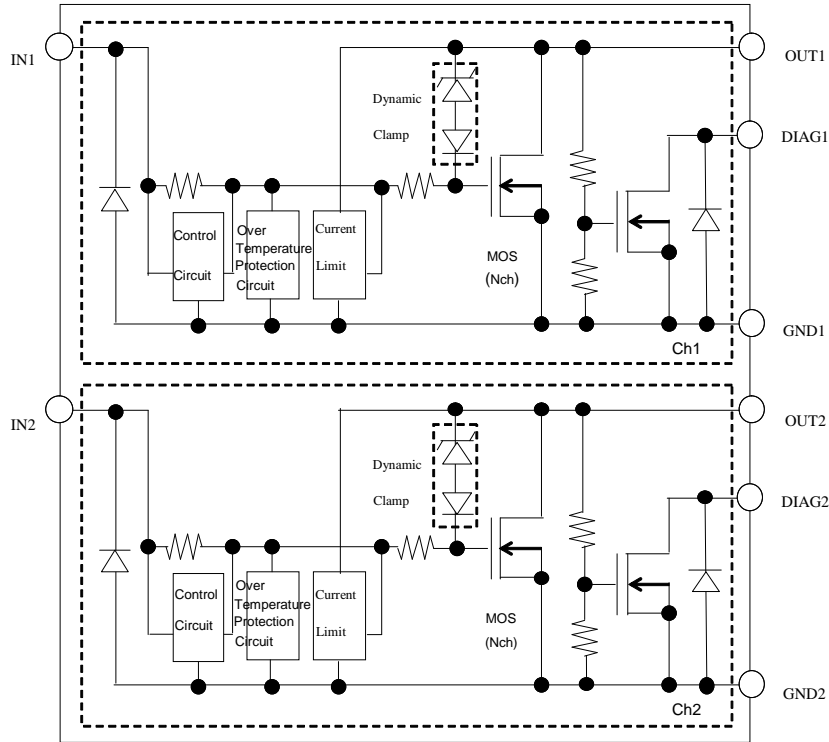 IN1
OUT1
Dynamic
Clamp
DIAG1
Control
Circuit
Over
Temperature
Protection
Circuit
Current
Limit
MOS
(Nch)
GND1
Ch1
IN2
OUT2
Dynamic
Clamp
DIAG2
Control
Circuit
Over
Temperature
Protection
Circuit
Current
Limit
MOS
(Nch)
GND2
Ch2